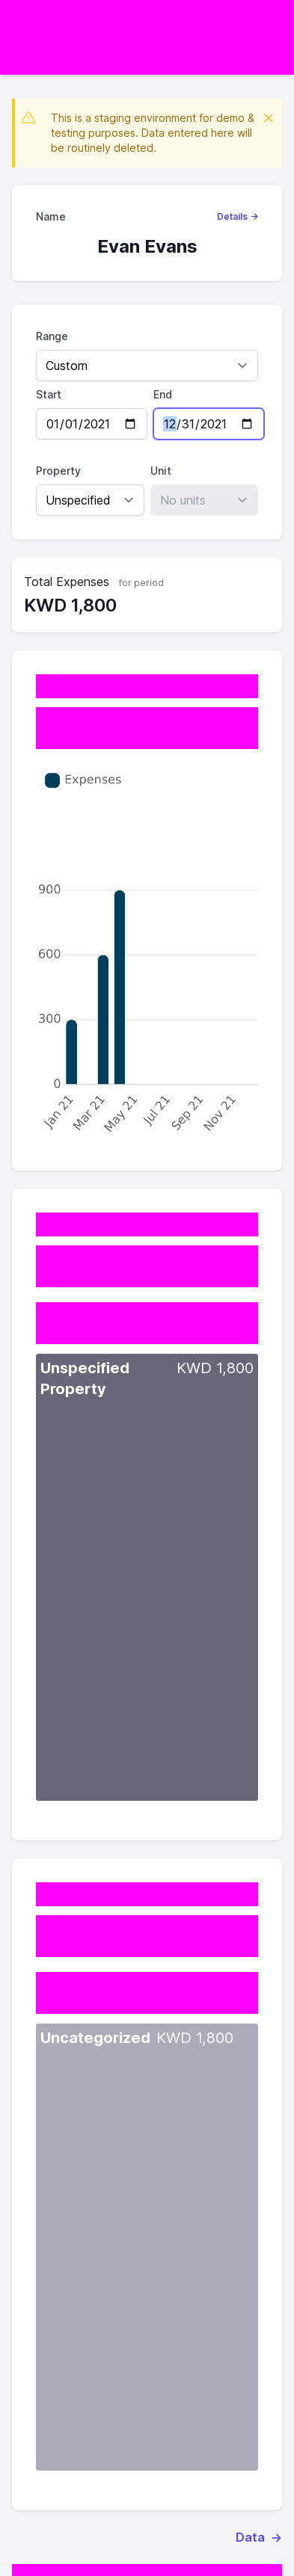 This is a staging environment for demo &
testing purposes. Data entered here will
be routinely deleted.
Name
Details →
Evan Evans
Range
Custom
Start
End
01/01/2021
12/31/2021
Property
Unit
Unspecified
No units
Total Expenses for period
KWD 1,800
Expenses
900
600
300
0
Jan 21
Mar 21
May 21
Jul 21
Sep 21
Nov 21
Unspecified KWD 1,800
Property
Uncategorized KWD 1,800
Data →